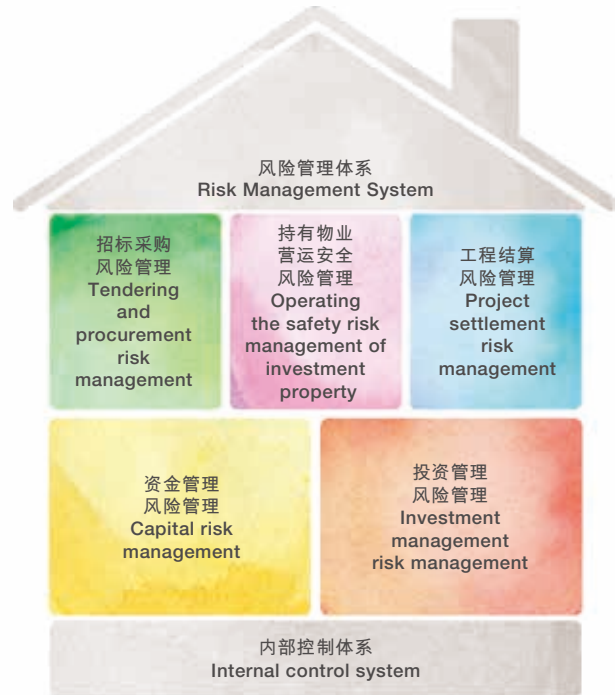 风险管理体系
Risk Management System
招标采购
风险管理
Tendering
and
procurement
risk
management
持有物业
营运安全
风险管理
Operating
the safety risk
management of
investment
property
工程结算
风险管理
Project
settlement
risk
management
资金管理
风险管理
Capital risk
management
投资管理
风险管理
Investment
management
risk management
内部控制体系
Internal control system